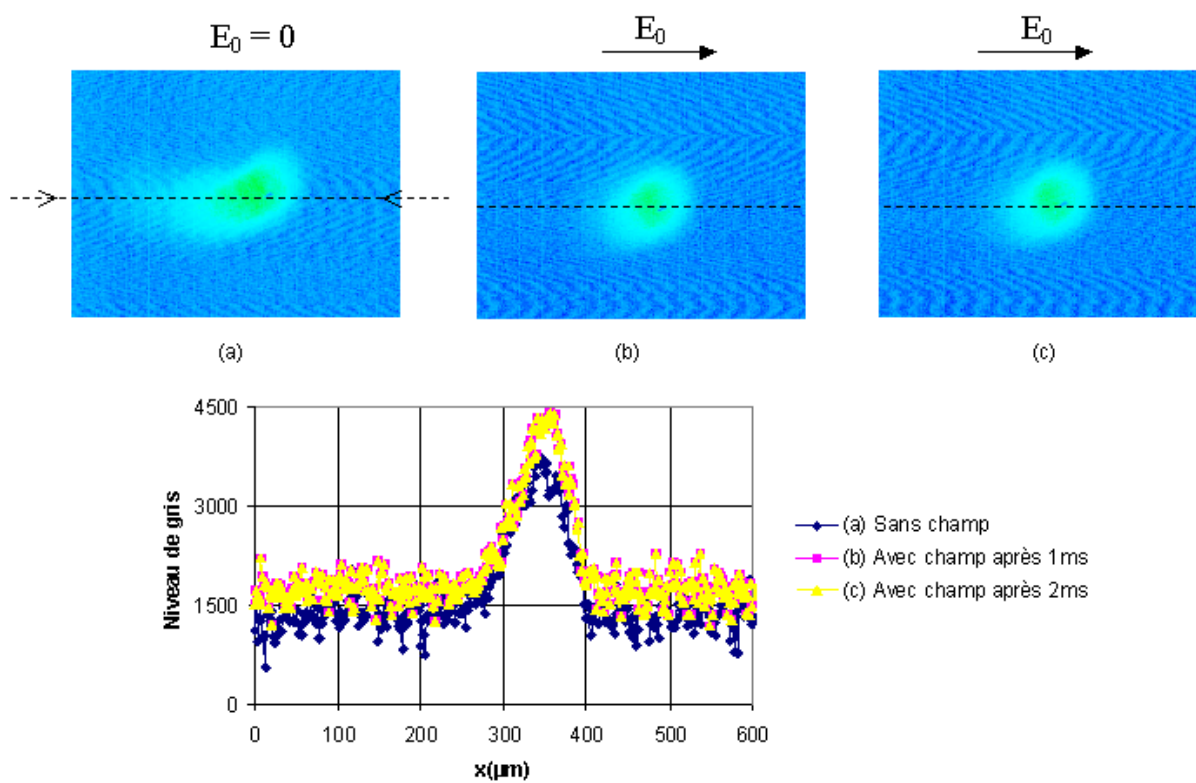 E₀ = 0
E₀
E₀
(a)
(b)
(c)
4500
3000
1500
0
Niveau de gris
0 100 200 300 400 500 600
x(µm)
(a) Sans champ
(b) Avec champ après 1ms
(c) Avec champ après 2ms